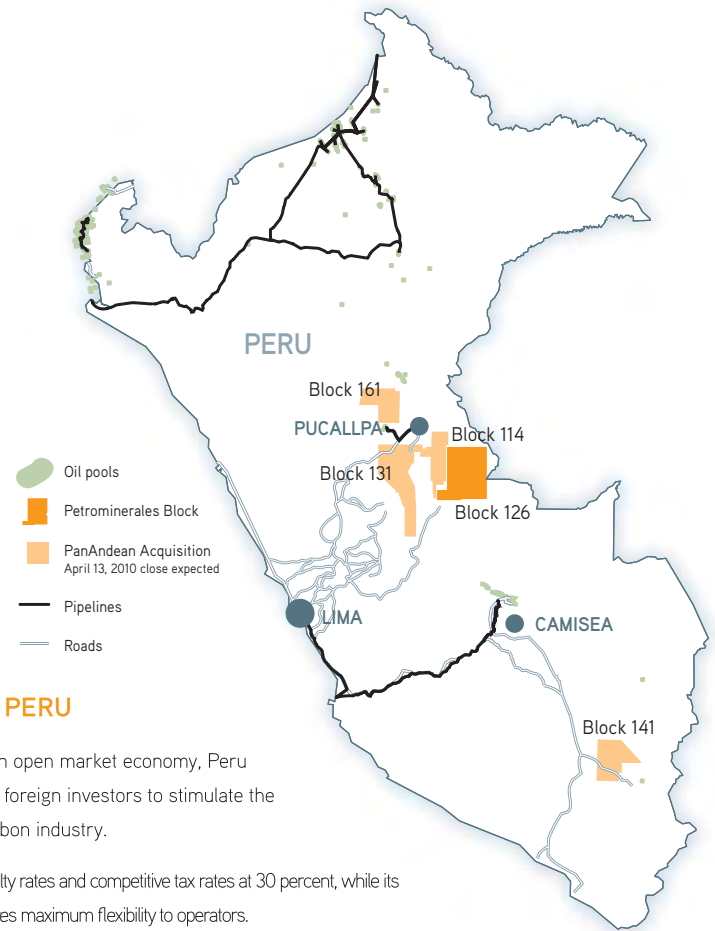 PERU
Block 161
PUCALLPA
Block 114
Block 131
Block 126
Oil pools
Petrominerales Block
PanAndean Acquisition
April 13, 2010 close expected
Pipelines
Roads
LIMA
CAMISEA
Block 141
PERU
open market economy, Peru
foreign investors to stimulate the
bon industry.
lty rates and competitive tax rates at 30 percent, while its
es maximum flexibility to operators.